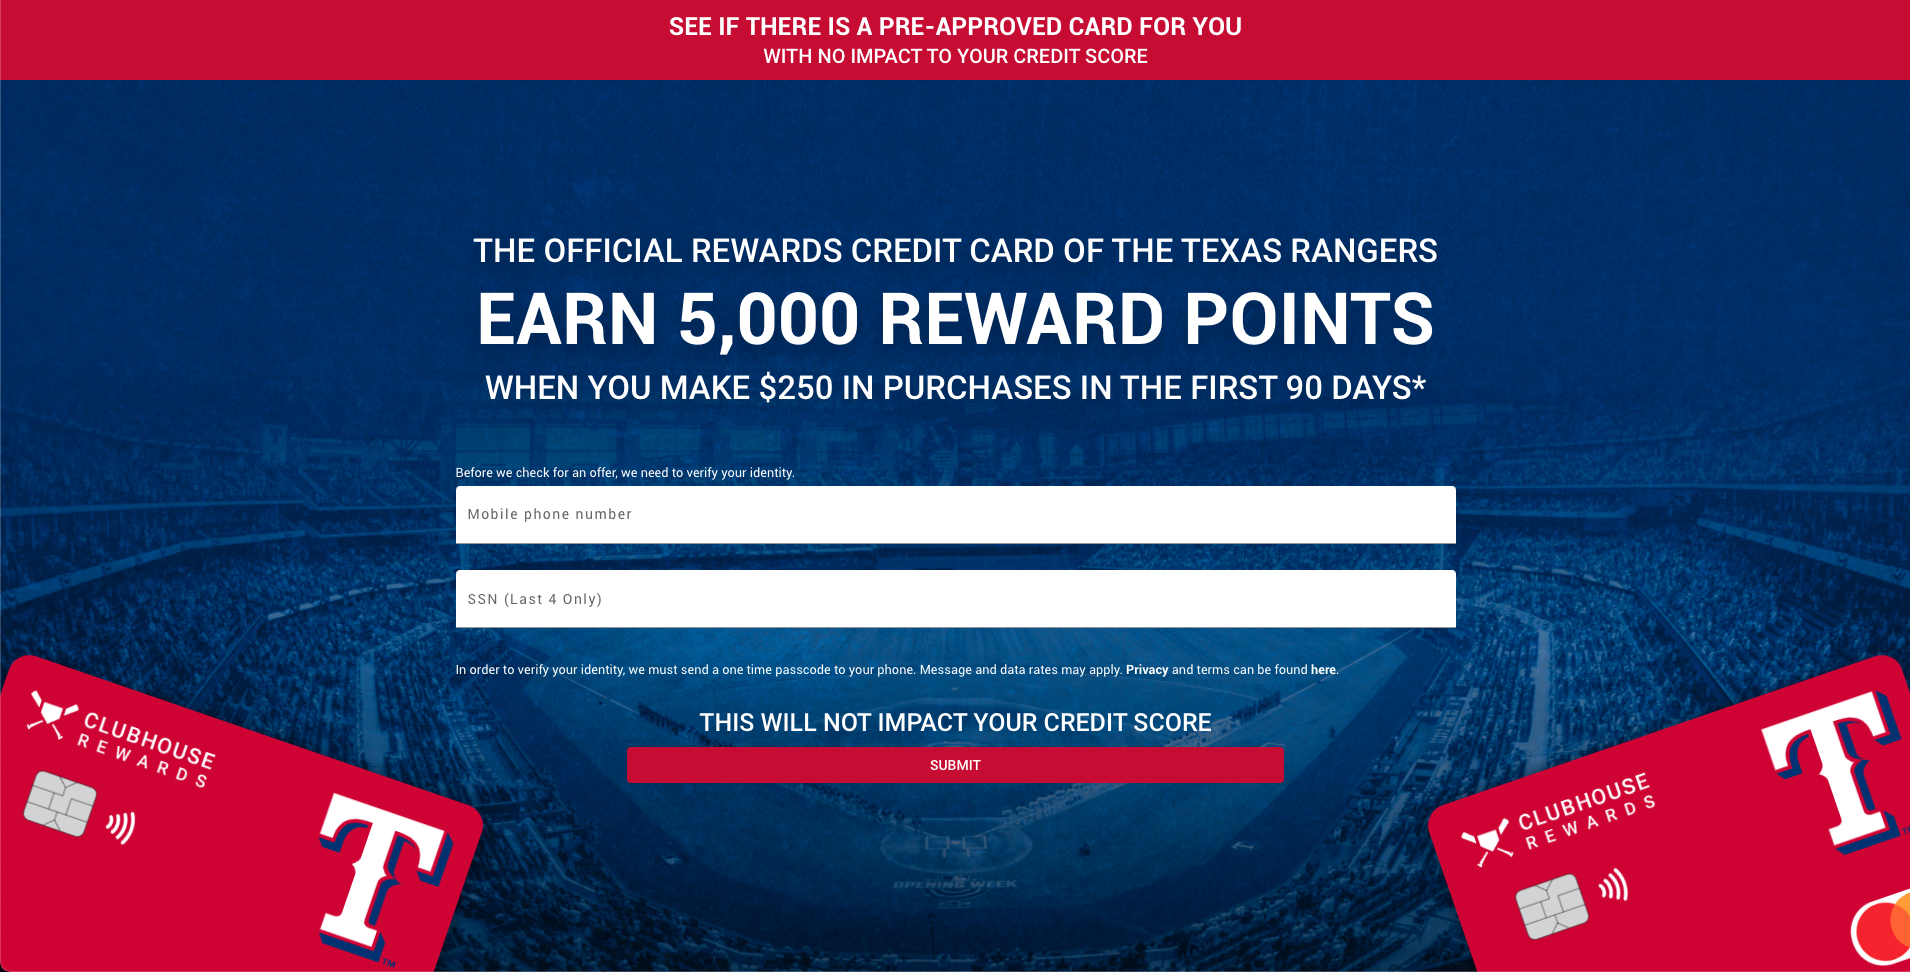 SEE IF THERE IS A PRE-APPROVED CARD FOR YOU
WITH NO IMPACT TO YOUR CREDIT SCORE
THE OFFICIAL REWARDS CREDIT CARD OF THE TEXAS RANGERS
EARN 5,000 REWARD POINTS
WHEN YOU MAKE $250 IN PURCHASES IN THE FIRST 90 DAYS*
Before we check for an offer, we need to verify your identity.
Mobile phone number
SSN (Last 4 Only)
In order to verify your identity, we must send a one time passcode to your phone. Message and data rates may apply. Privacy and terms can be found here.
THIS WILL NOT IMPACT YOUR CREDIT SCORE
SUBMIT
CLUBHOUSE
REWARDS
T
TM
CLUBHOUSE
REWARDS
T
TM
OPENING WEEK